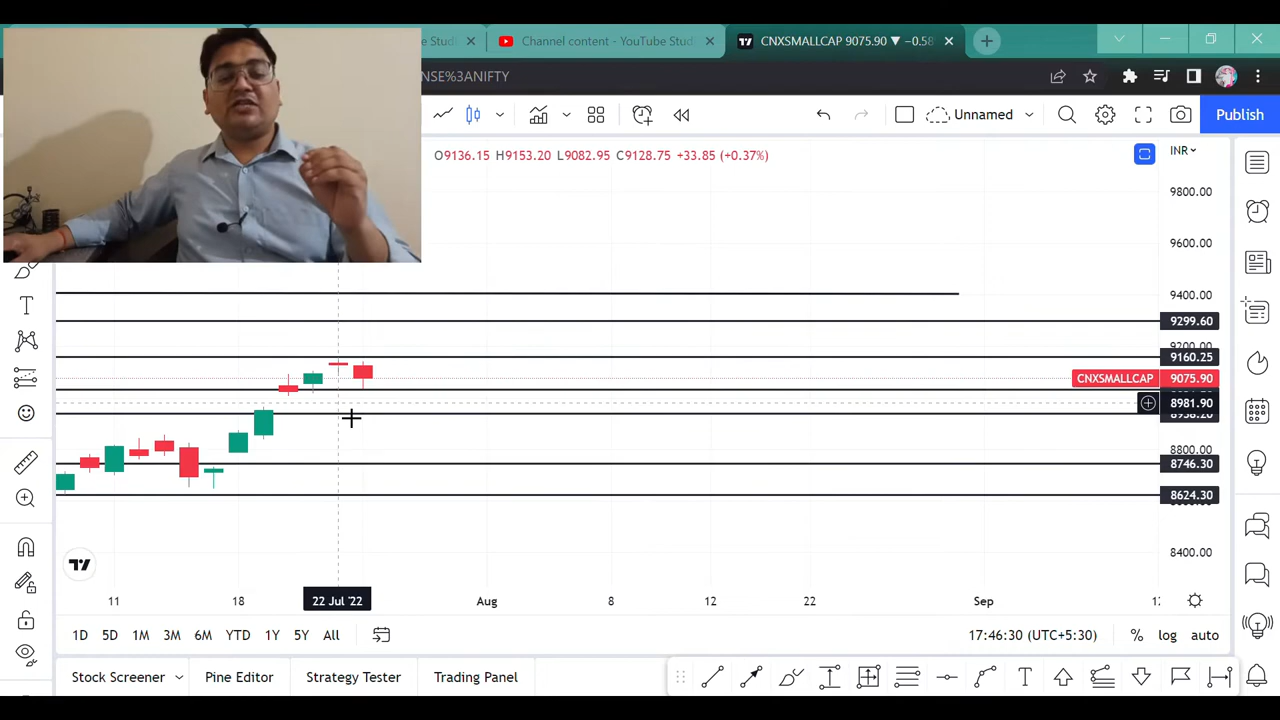 e Stud
Channel content - YouTube Stud
CNXSMALLCAP 9075.90 ▼ −0.58
NSE%3ANIFTY
Unnamed
Publish
O9136.15 H9153.20 L9082.95 C9128.75 +33.85 (+0.37%)
INR
9800.00
9600.00
9400.00
9299.60
9200.00
9160.25
CNXSMALLCAP 9075.90
8981.90
8800.00
8746.30
8624.30
8400.00
11 18 22 Jul '22 Aug 8 12 22 Sep
1D 5D 1M 3M 6M YTD 1Y 5Y All 17:46:30 (UTC+5:30) % log auto
Stock Screener Pine Editor Strategy Tester Trading Panel